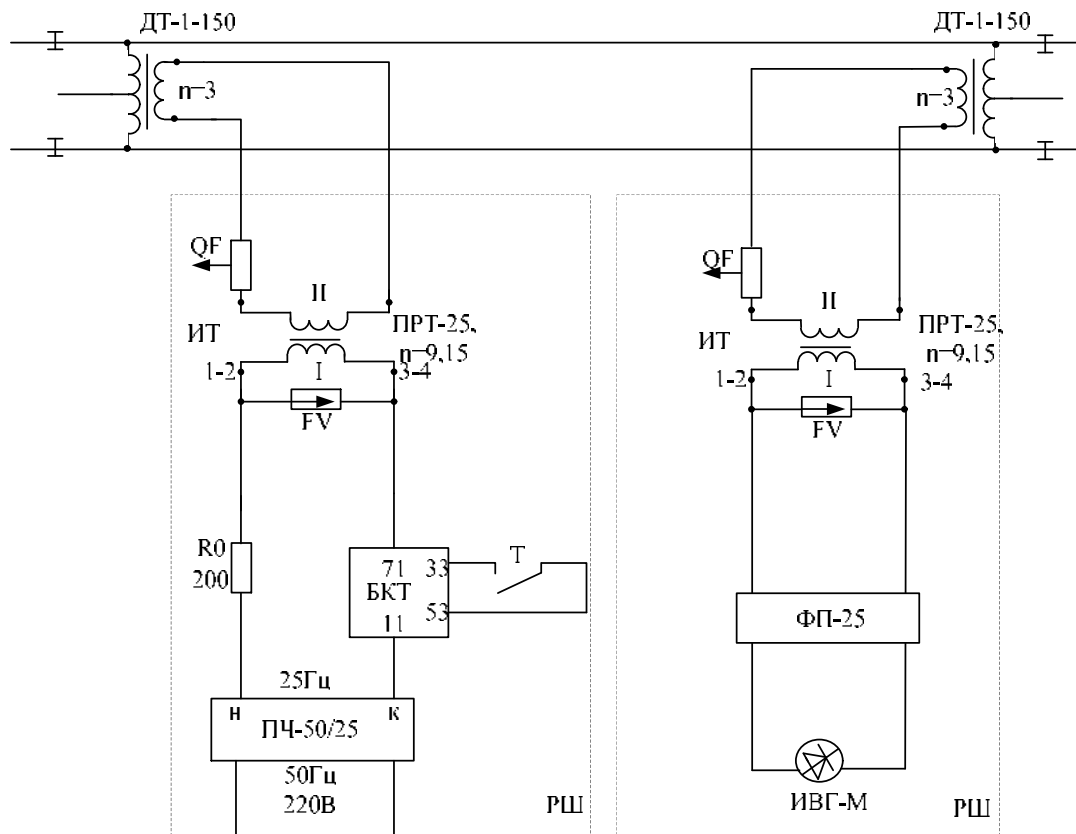 ДТ-1-150
ДТ-1-150
n=3
n=3
QF
QF
II
II
ИТ
ПРТ-25,
n=9,15
ИТ
ПРТ-25,
n=9,15
1-2
I
3-4
1-2
I
3-4
FV
FV
R0
200
71
33
Т
БКТ
53
11
ФП-25
25Гц
н
к
ПЧ-50/25
50Гц
220В
РШ
ИВГ-М
РШ